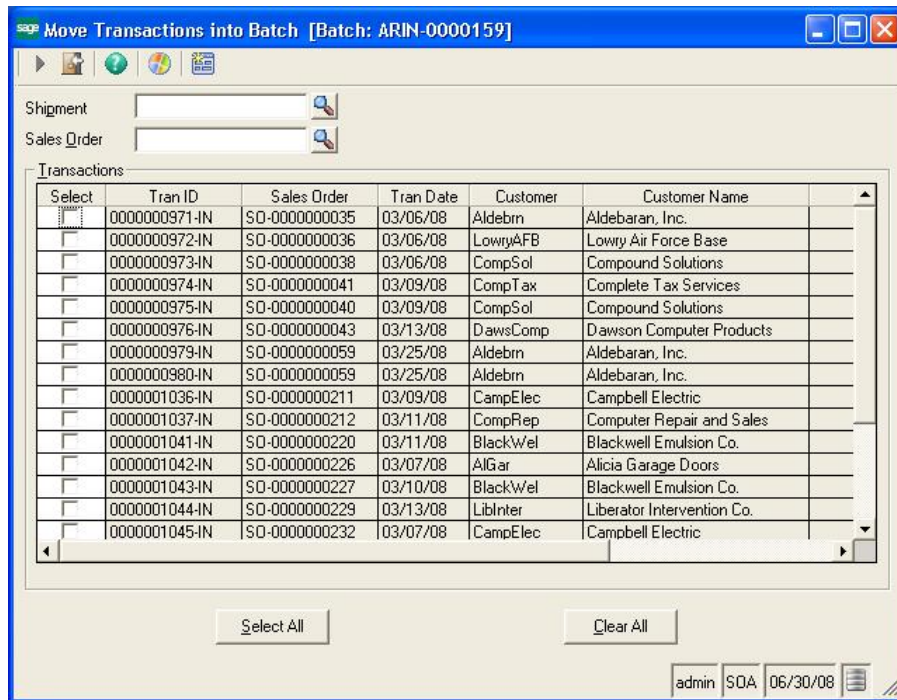 sage Move Transactions into Batch [Batch: ARIN-0000159]
Shipment
Sales Order
Transactions
Select Tran ID Sales Order Tran Date Customer Customer Name
0000000971-IN SO-0000000035 03/06/08 Aldebrn Aldebaran, Inc.
0000000972-IN SO-0000000036 03/06/08 LowryAFB Lowry Air Force Base
0000000973-IN SO-0000000038 03/06/08 CompSol Compound Solutions
0000000974-IN SO-0000000041 03/09/08 CompTax Complete Tax Services
0000000975-IN SO-0000000040 03/09/08 CompSol Compound Solutions
0000000976-IN SO-0000000043 03/13/08 DawsComp Dawson Computer Products
0000000979-IN SO-0000000059 03/25/08 Aldebrn Aldebaran, Inc.
0000000980-IN SO-0000000059 03/25/08 Aldebrn Aldebaran, Inc.
0000001036-IN SO-0000000211 03/09/08 CampElec Campbell Electric
0000001037-IN SO-0000000212 03/11/08 CompRep Computer Repair and Sales
0000001041-IN SO-0000000220 03/11/08 BlackWel Blackwell Emulsion Co.
0000001042-IN SO-0000000226 03/07/08 AlGar Alicia Garage Doors
0000001043-IN SO-0000000227 03/10/08 BlackWel Blackwell Emulsion Co.
0000001044-IN SO-0000000229 03/13/08 LibInter Liberator Intervention Co.
0000001045-IN SO-0000000232 03/07/08 CampElec Campbell Electric
Select All Clear All
admin SOA 06/30/08